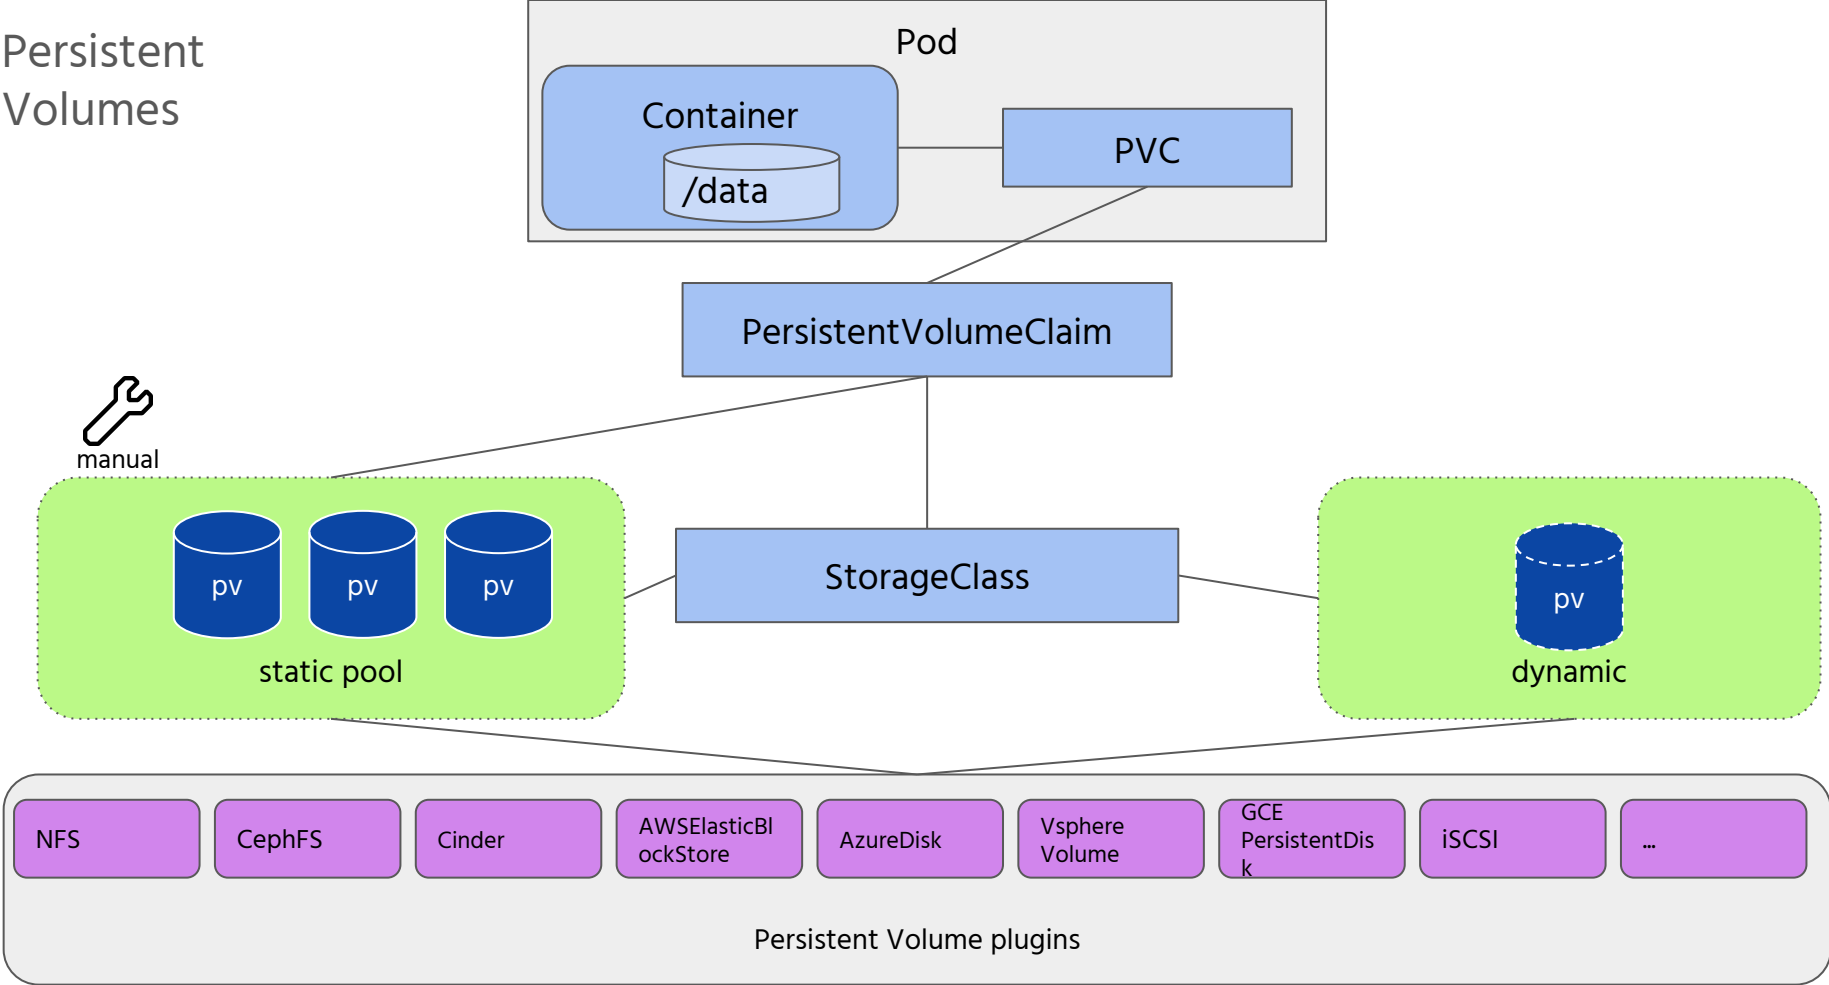 Persistent
Volumes
Pod
Container
/data
PVC
PersistentVolumeClaim
manual
pv
pv
pv
static pool
StorageClass
pv
dynamic
NFS
CephFS
Cinder
AWSElasticBl
ockStore
AzureDisk
Vsphere
Volume
GCE
PersistentDis
k
iSCSI
...
Persistent Volume plugins